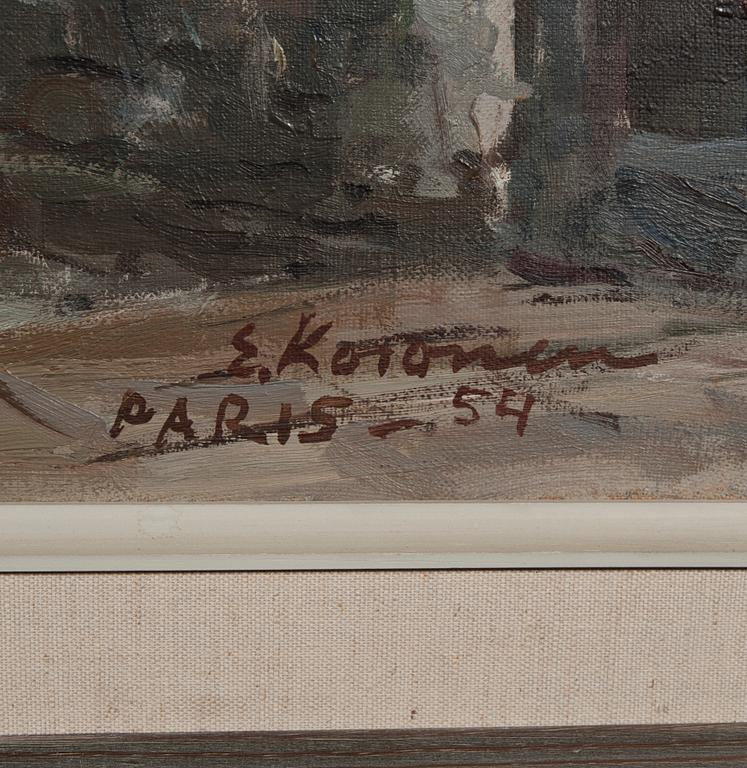 E. Kotonen
PARIS - 54